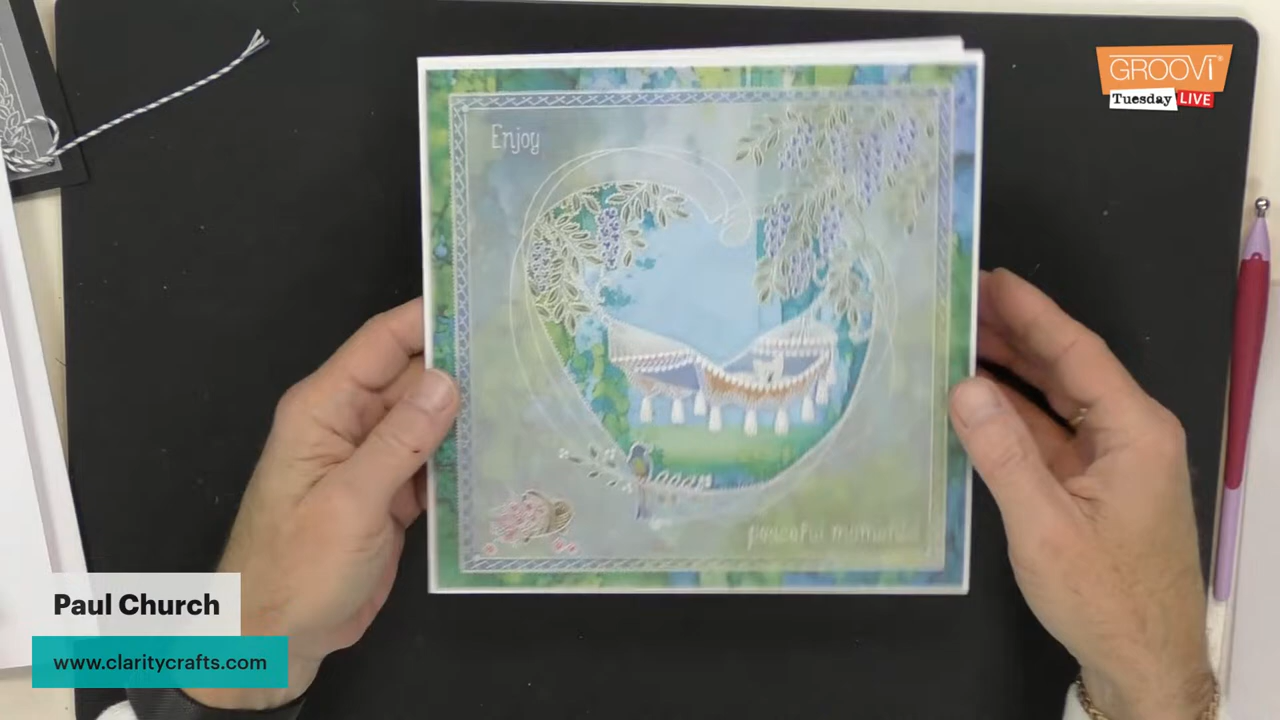 GROOVI
Tuesday LIVE
Enjoy
peaceful moments
Paul Church
www.claritycrafts.com